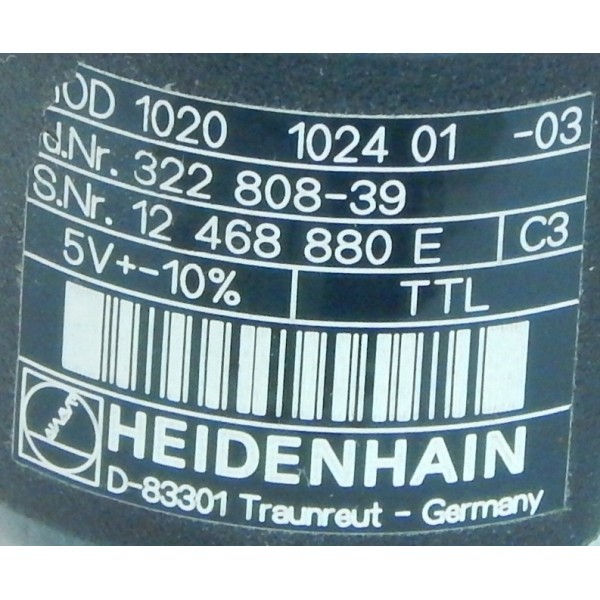 OD 1020 1024 01 -03
d.Nr. 322 808-39
S.Nr. 12 468 880 E C3
5V+-10% TTL
HEIDENHAIN
D-83301 Traunreut - Germany